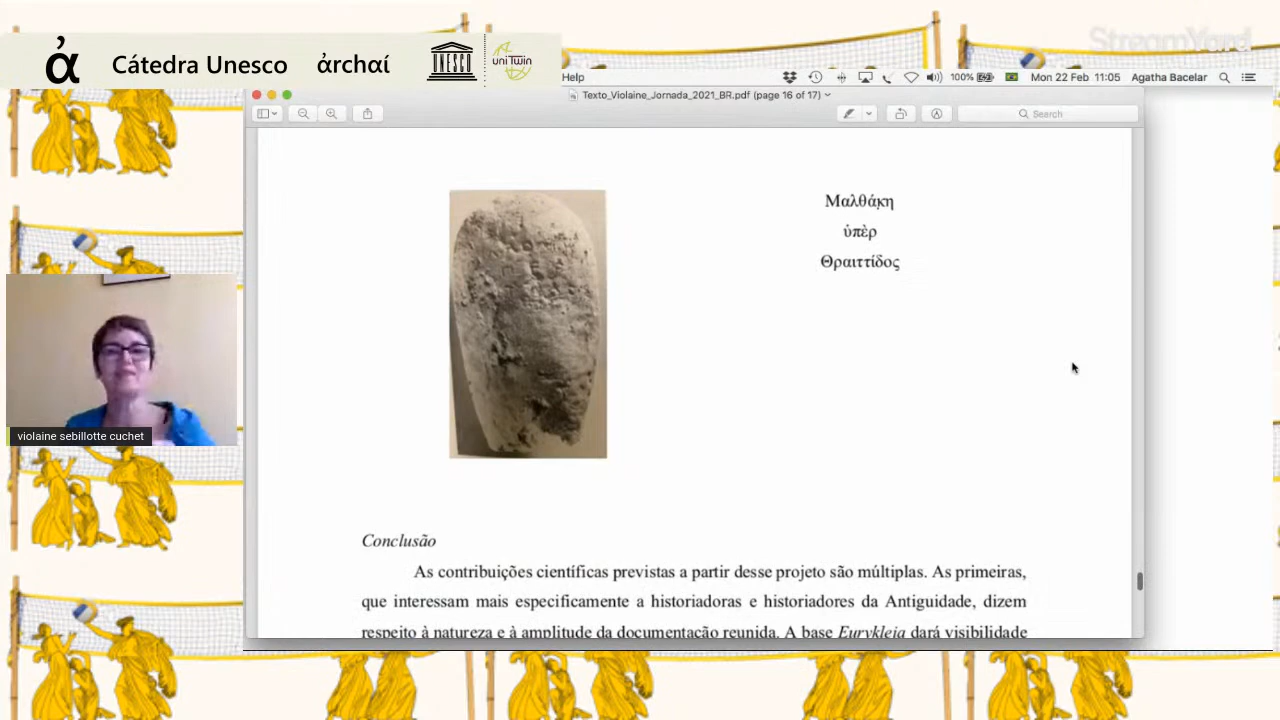 StreamYard
ἀ Cátedra Unesco ἀrchaí UNESCO uniTwin
Help 100% Mon 22 Feb 11:05 Agatha Bacelar
Texto_Violaine_Jornada_2021_BR.pdf (page 16 of 17)
Search
Μαλθάκη
ὑπὲρ
Θραιττίδος
violaine sebillotte cuchet
Conclusão
As contribuições científicas previstas a partir desse projeto são múltiplas. As primeiras,
que interessam mais especificamente a historiadoras e historiadores da Antiguidade, dizem
respeito à natureza e à amplitude da documentação reunida. A base Eurykleia dará visibilidade